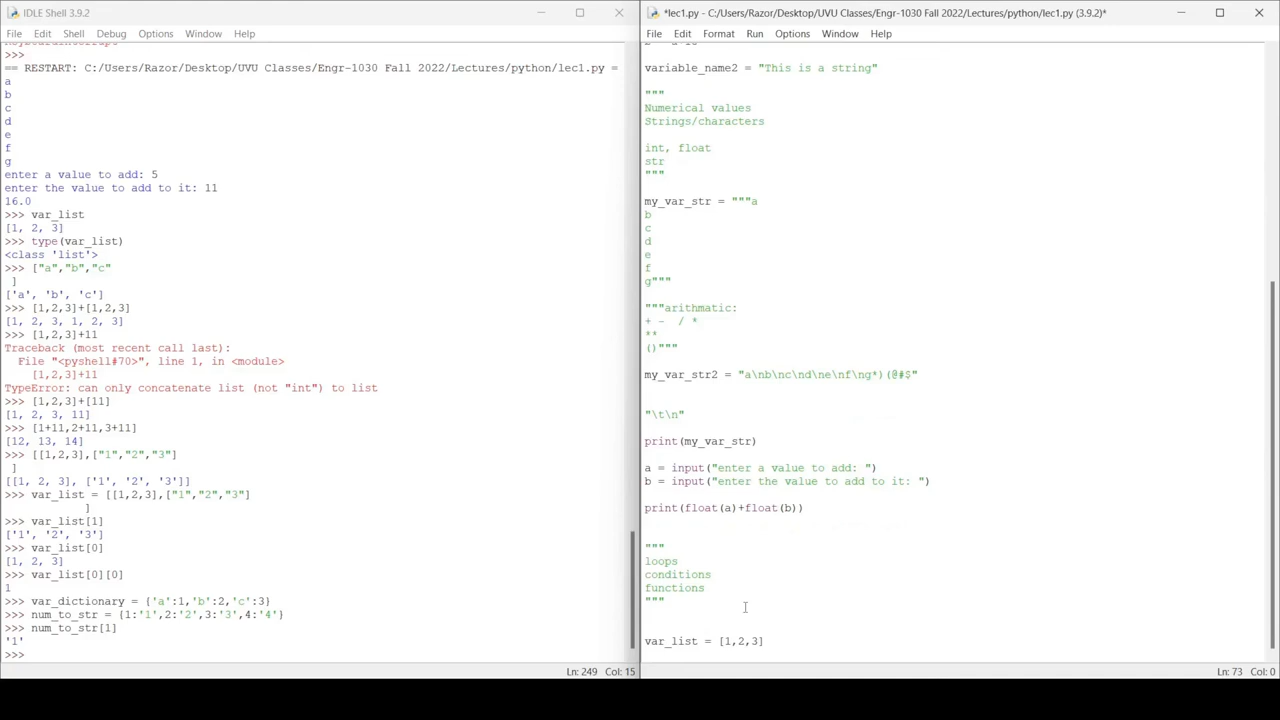 IDLE Shell 3.9.2
File Edit Shell Debug Options Window Help
>>>
== RESTART: C:/Users/Razor/Desktop/UVU Classes/Engr-1030 Fall 2022/Lectures/python/lec1.py =
a
b
c
d
e
f
g
enter a value to add: 5
enter the value to add to it: 11
16.0
>>> var_list
[1, 2, 3]
>>> type(var_list)
<class 'list'>
>>> ["a","b","c"
]
['a', 'b', 'c']
>>> [1,2,3]+[1,2,3]
[1, 2, 3, 1, 2, 3]
>>> [1,2,3]+11
Traceback (most recent call last):
File "<pyshell#70>", line 1, in <module>
[1,2,3]+11
TypeError: can only concatenate list (not "int") to list
>>> [1,2,3]+[11]
[1, 2, 3, 11]
>>> [1+11,2+11,3+11]
[12, 13, 14]
>>> [[1,2,3],["1","2","3"]
]
[[1, 2, 3], ['1', '2', '3']]
>>> var_list = [[1,2,3],["1","2","3"]
]
>>> var_list[1]
['1', '2', '3']
>>> var_list[0]
[1, 2, 3]
>>> var_list[0][0]
1
>>> var_dictionary = {'a':1,'b':2,'c':3}
>>> num_to_str = {1:'1',2:'2',3:'3',4:'4'}
>>> num_to_str[1]
'1'
>>>
Ln: 249 Col: 15
*lec1.py - C:/Users/Razor/Desktop/UVU Classes/Engr-1030 Fall 2022/Lectures/python/lec1.py (3.9.2)*
File Edit Format Run Options Window Help
variable_name2 = "This is a string"
"""
Numerical values
Strings/characters
int, float
str
"""
my_var_str = """a
b
c
d
e
f
g"""
"""arithmatic:
+ - / *
**
()"""
my_var_str2 = "a\nb\nc\nd\ne\nf\ng*)(@#$"
"\t\n"
print(my_var_str)
a = input("enter a value to add: ")
b = input("enter the value to add to it: ")
print(float(a)+float(b))
"""
loops
conditions
functions
"""
var_list = [1,2,3]
Ln: 73 Col: 0